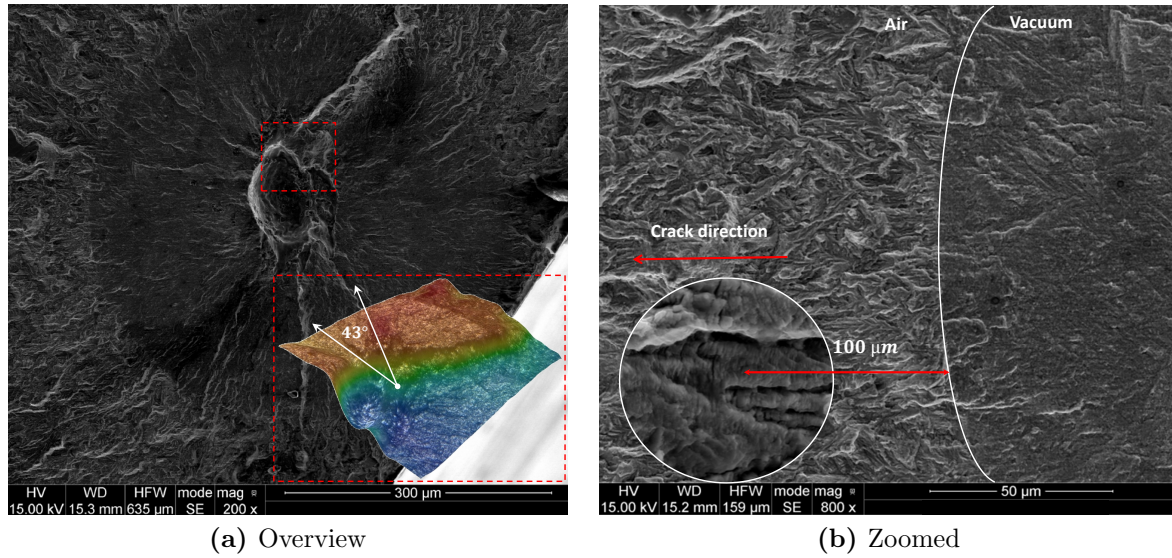 43°
HV WD HFW mode mag
15.00 kV 15.3 mm 635 µm SE 200 x
300 µm
(a) Overview
Air Vacuum
Crack direction
100 μm
HV WD HFW mode mag
15.00 kV 15.2 mm 159 µm SE 800 x
50 µm
(b) Zoomed